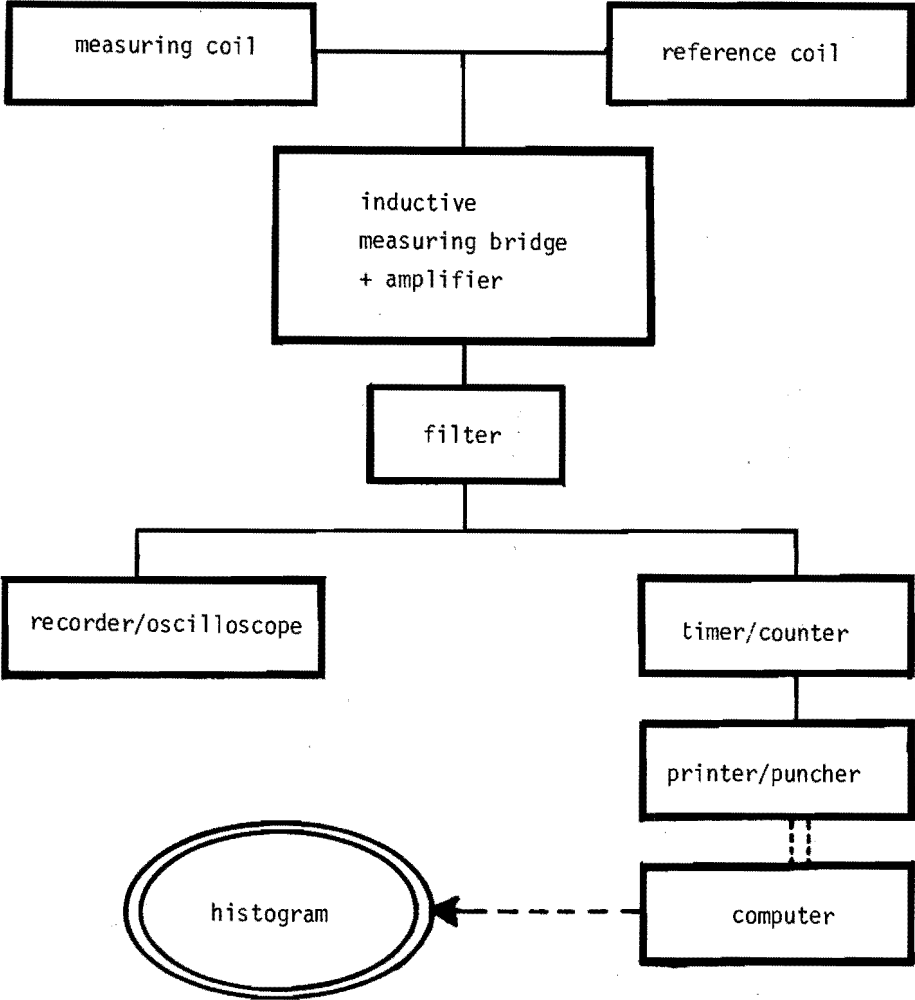 measuring coil
reference coil
inductive
measuring bridge
+ amplifier
filter
recorder/oscilloscope
timer/counter
printer/puncher
histogram
computer